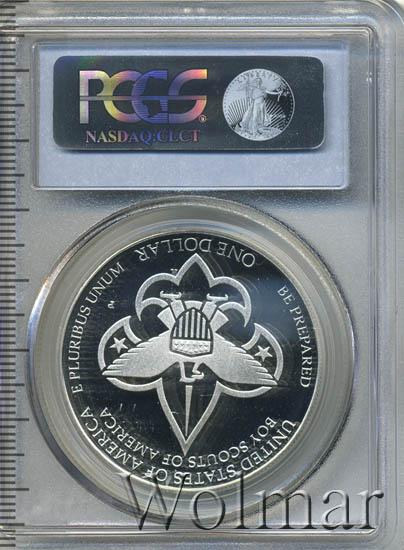 PCGS
NASDAQ:CLCT
UNITED STATES OF AMERICA
BOY SCOUTS OF AMERICA
E PLURIBUS UNUM
BE PREPARED
ONE DOLLAR
Wolmar